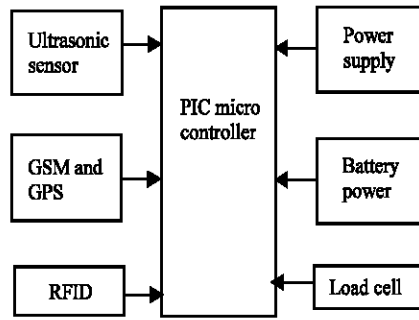 Ultrasonic
sensor
GSM and
GPS
RFID
PIC micro
controller
Power
supply
Battery
power
Load cell